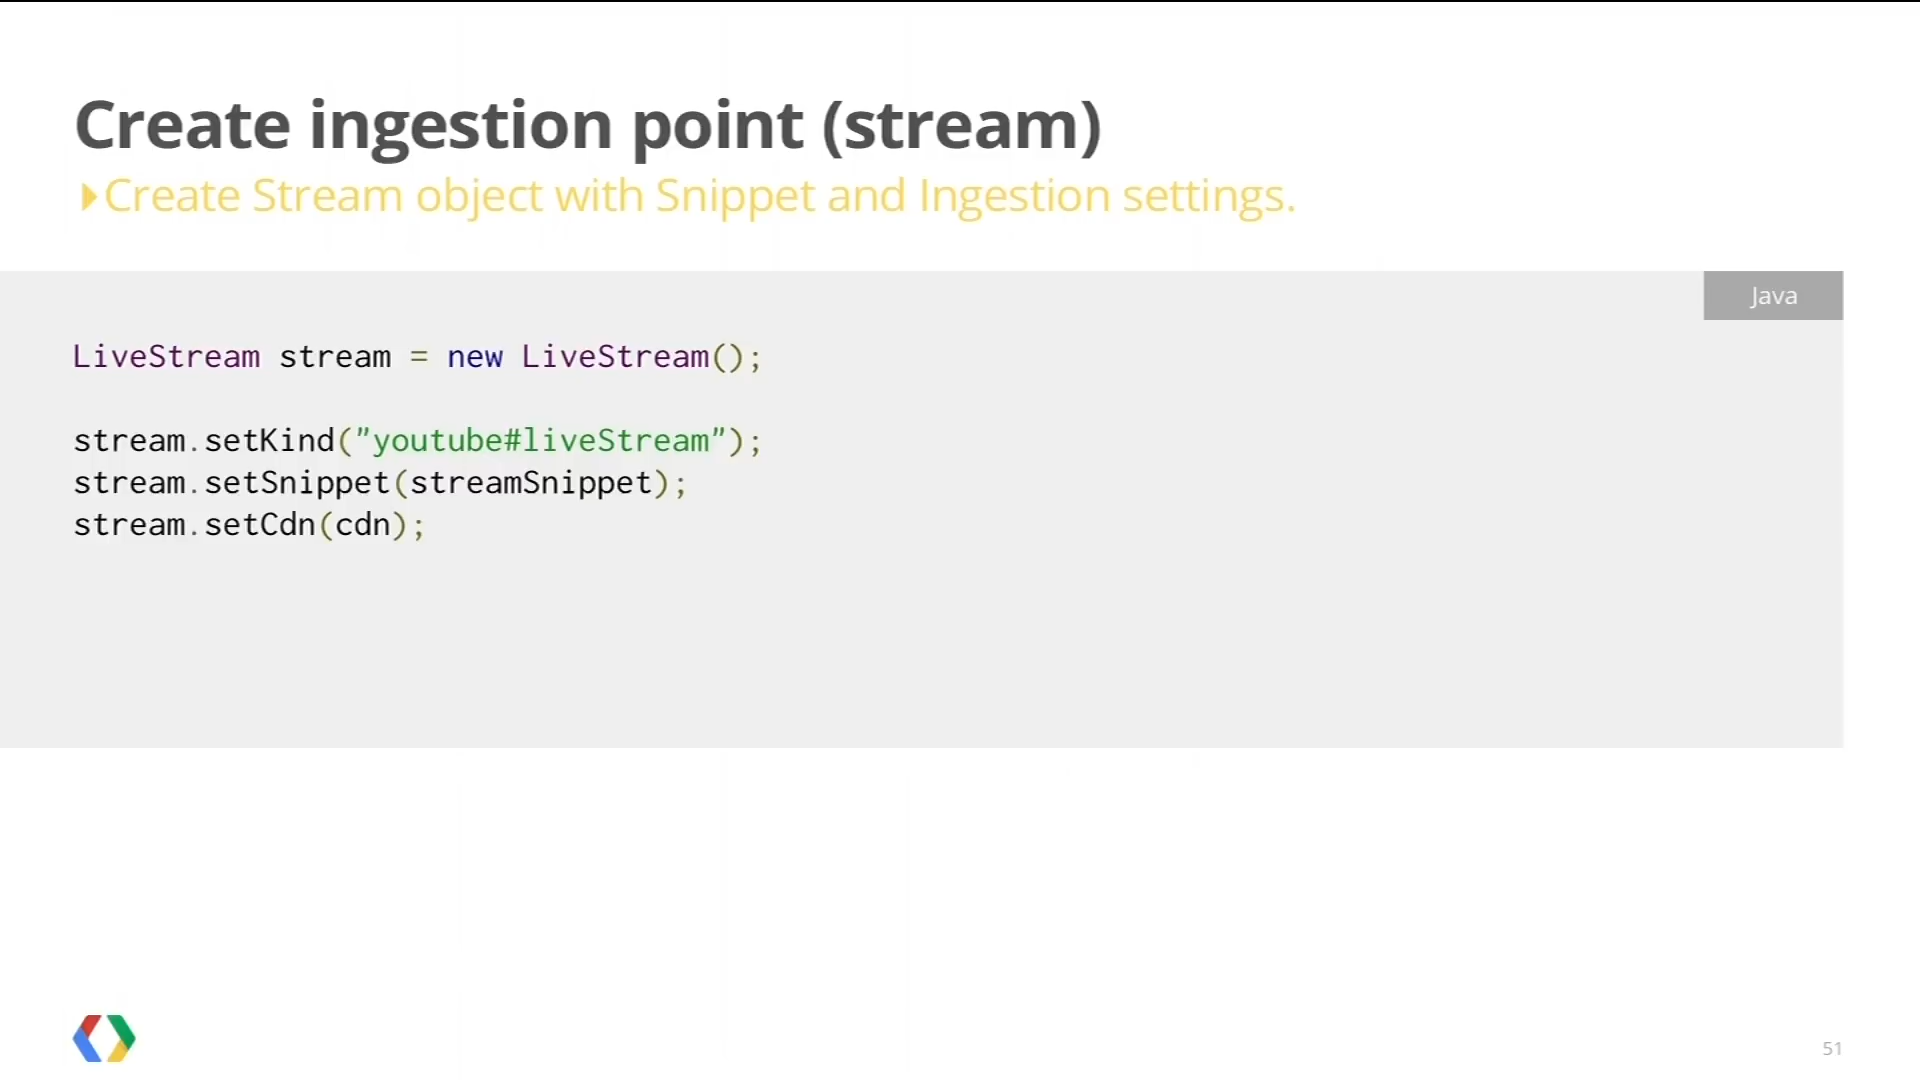 Create ingestion point (stream)
Create Stream object with Snippet and Ingestion settings.
Java
LiveStream stream = new LiveStream();
stream.setKind("youtube#liveStream");
stream.setSnippet(streamSnippet);
stream.setCdn(cdn);
51